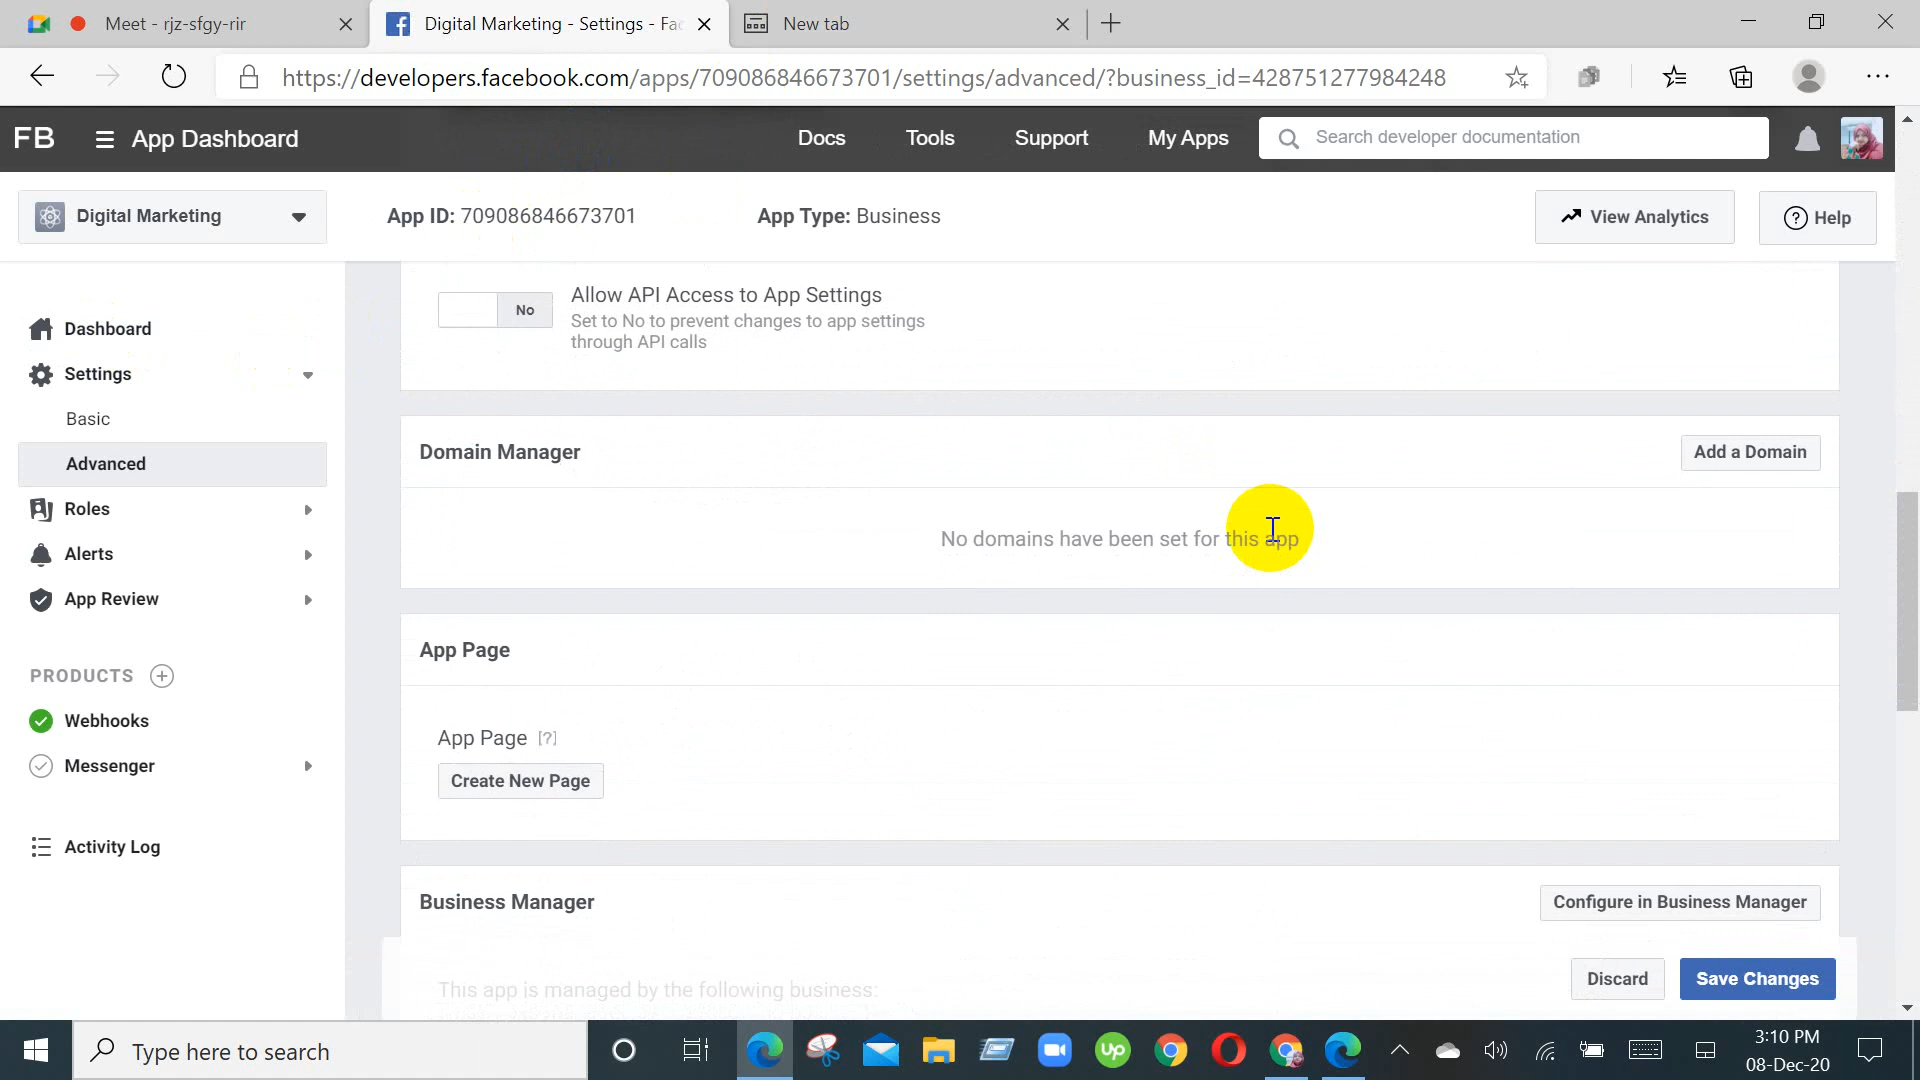 Meet - rjz-sfgy-rir
Digital Marketing - Settings - Fac
New tab
https://developers.facebook.com/apps/709086846673701/settings/advanced/?business_id=428751277984248
FB
App Dashboard
Docs
Tools
Support
My Apps
Search developer documentation
Digital Marketing
App ID: 709086846673701
App Type: Business
View Analytics
Help
Dashboard
Settings
Basic
Advanced
Roles
Alerts
App Review
PRODUCTS
Webhooks
Messenger
Activity Log
No
Allow API Access to App Settings
Set to No to prevent changes to app settings
through API calls
Domain Manager
Add a Domain
No domains have been set for this app
App Page
App Page [?]
Create New Page
Business Manager
Configure in Business Manager
This app is managed by the following business:
Discard
Save Changes
Type here to search
up
3:10 PM
08-Dec-20